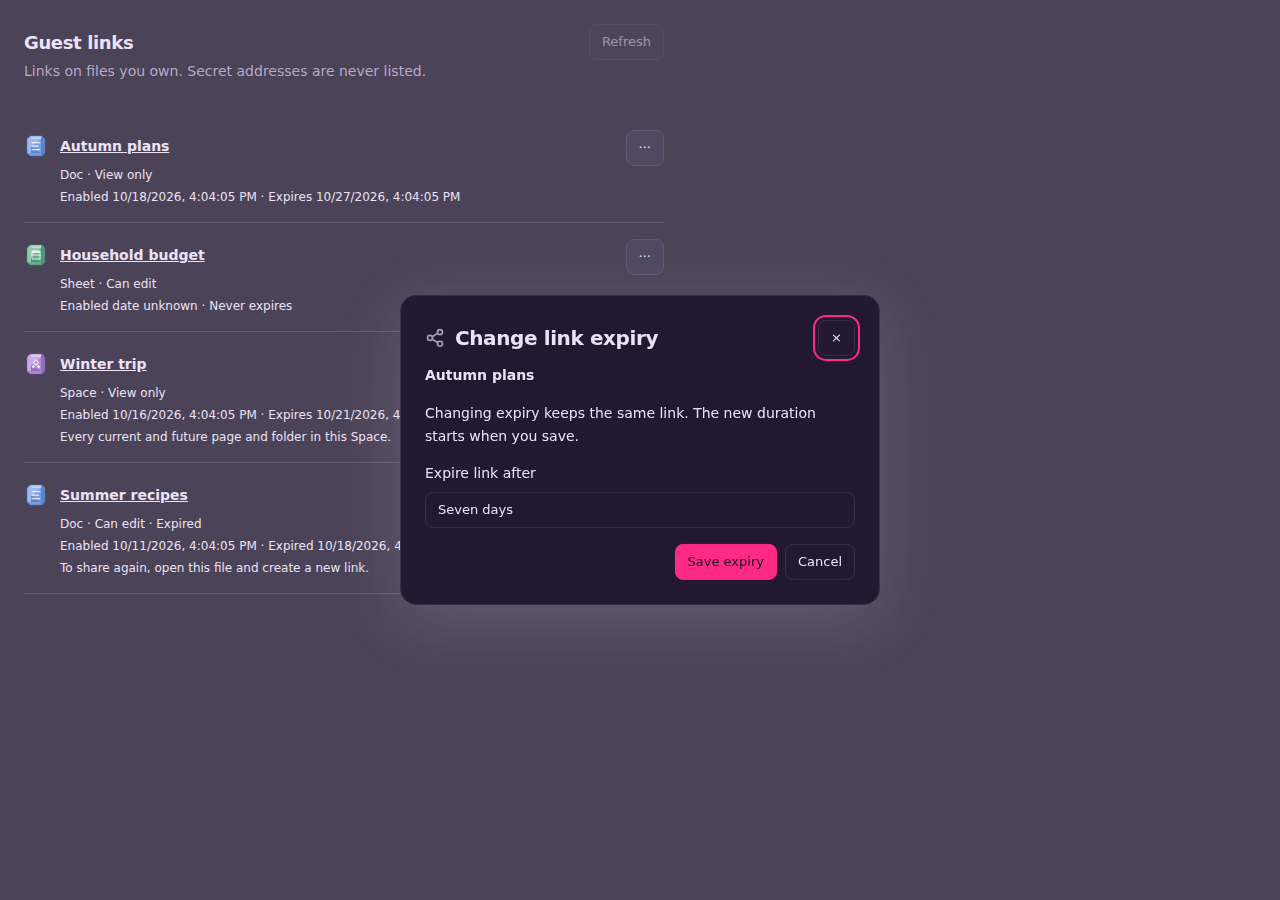 Guest links
Refresh
Links on files you own. Secret addresses are never listed.
Autumn plans
...
Doc · View only
Enabled 10/18/2026, 4:04:05 PM · Expires 10/27/2026, 4:04:05 PM
Household budget
...
Sheet · Can edit
Enabled date unknown · Never expires
Winter trip
Space · View only
Enabled 10/16/2026, 4:04:05 PM · Expires 10/21/2026, 4
Every current and future page and folder in this Space.
Summer recipes
Doc · Can edit · Expired
Enabled 10/11/2026, 4:04:05 PM · Expired 10/18/2026, 4
To share again, open this file and create a new link.
Change link expiry
×
Autumn plans
Changing expiry keeps the same link. The new duration
starts when you save.
Expire link after
Seven days
Save expiry
Cancel